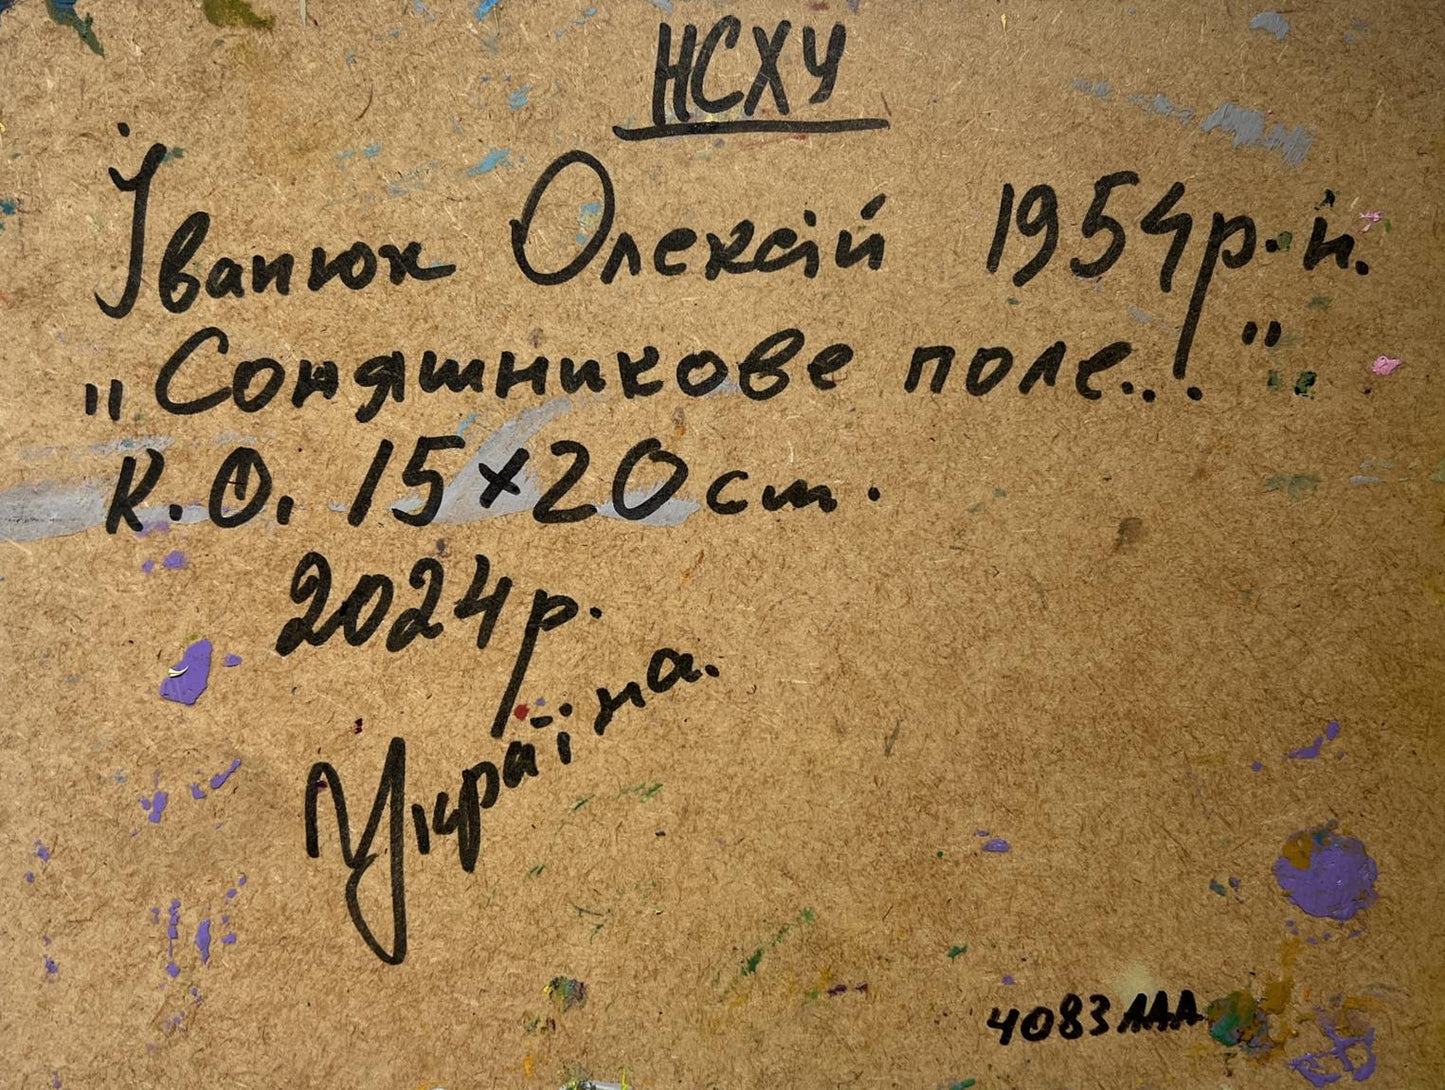 НСХУ
Іванюк Олексій 1954р.н.
„Соняшникове поле..."
К.О. 15×20см.
2024р.
Україна.
4083ААА